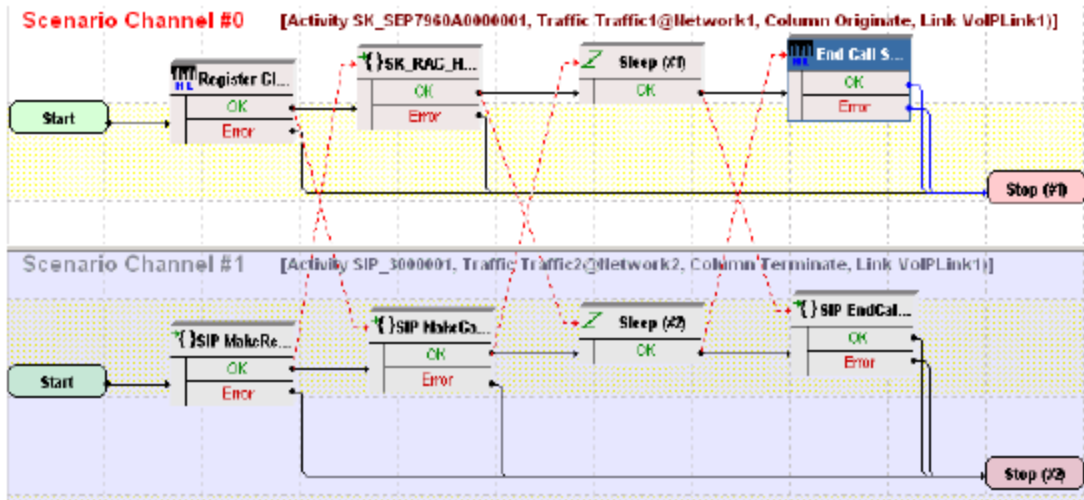 Scenario Channel #0 [Activity SK_SEP7960A0000001, Traffic Traffic1@Network1, Column Originate, Link VoIPLink1)]
Register Cl... {}SK_RAC_H... Sleep (#1) End Call S...
OK OK OK OK
Start Error Error Error
Stop (#1)
Scenario Channel #1 [Activity SIP_3000001, Traffic Traffic2@Network2, Column Terminate, Link VoIPLink1)]
{}SIP MakeRe... {}SIP MakeCa... Sleep (#2) {}SIP EndCal...
OK OK OK OK
Start Error Error Error
Stop (#2)